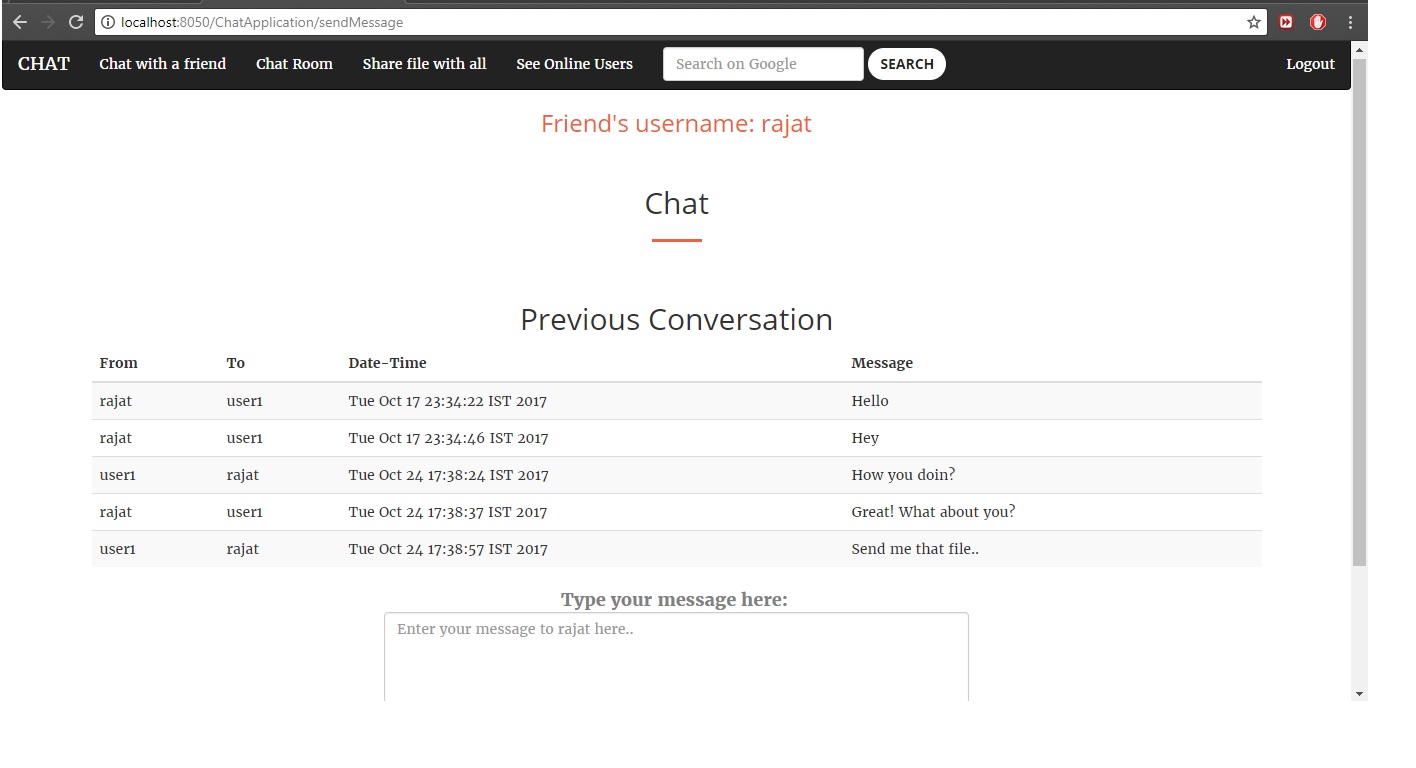 localhost:8050/ChatApplication/sendMessage
CHAT Chat with a friend Chat Room Share file with all See Online Users Search on Google SEARCH Logout
Friend's username: rajat
Chat
Previous Conversation
From To Date-Time Message
rajat user1 Tue Oct 17 23:34:22 IST 2017 Hello
rajat user1 Tue Oct 17 23:34:46 IST 2017 Hey
user1 rajat Tue Oct 24 17:38:24 IST 2017 How you doin?
rajat user1 Tue Oct 24 17:38:37 IST 2017 Great! What about you?
user1 rajat Tue Oct 24 17:38:57 IST 2017 Send me that file..
Type your message here:
Enter your message to rajat here..